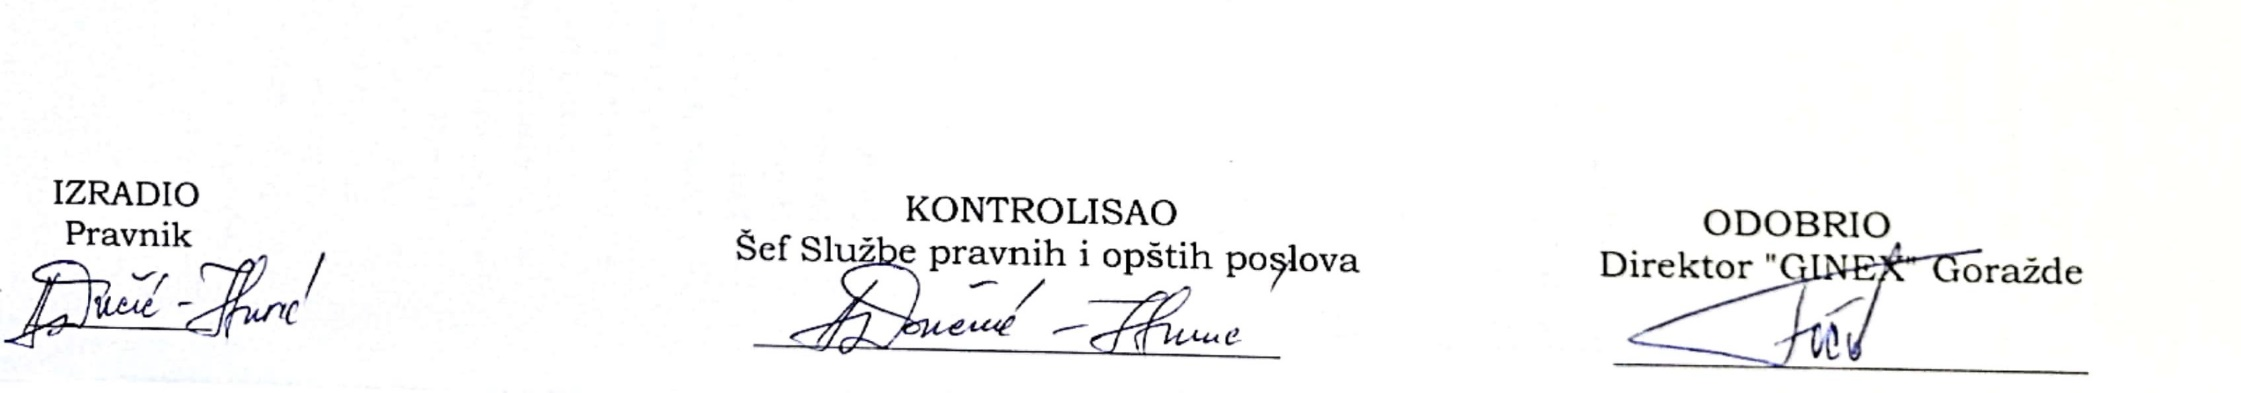 IZRADIO
Pravnik
KONTROLISAO
Šef Službe pravnih i opštih poslova
ODOBRIO
Direktor "GINEX" Goražde